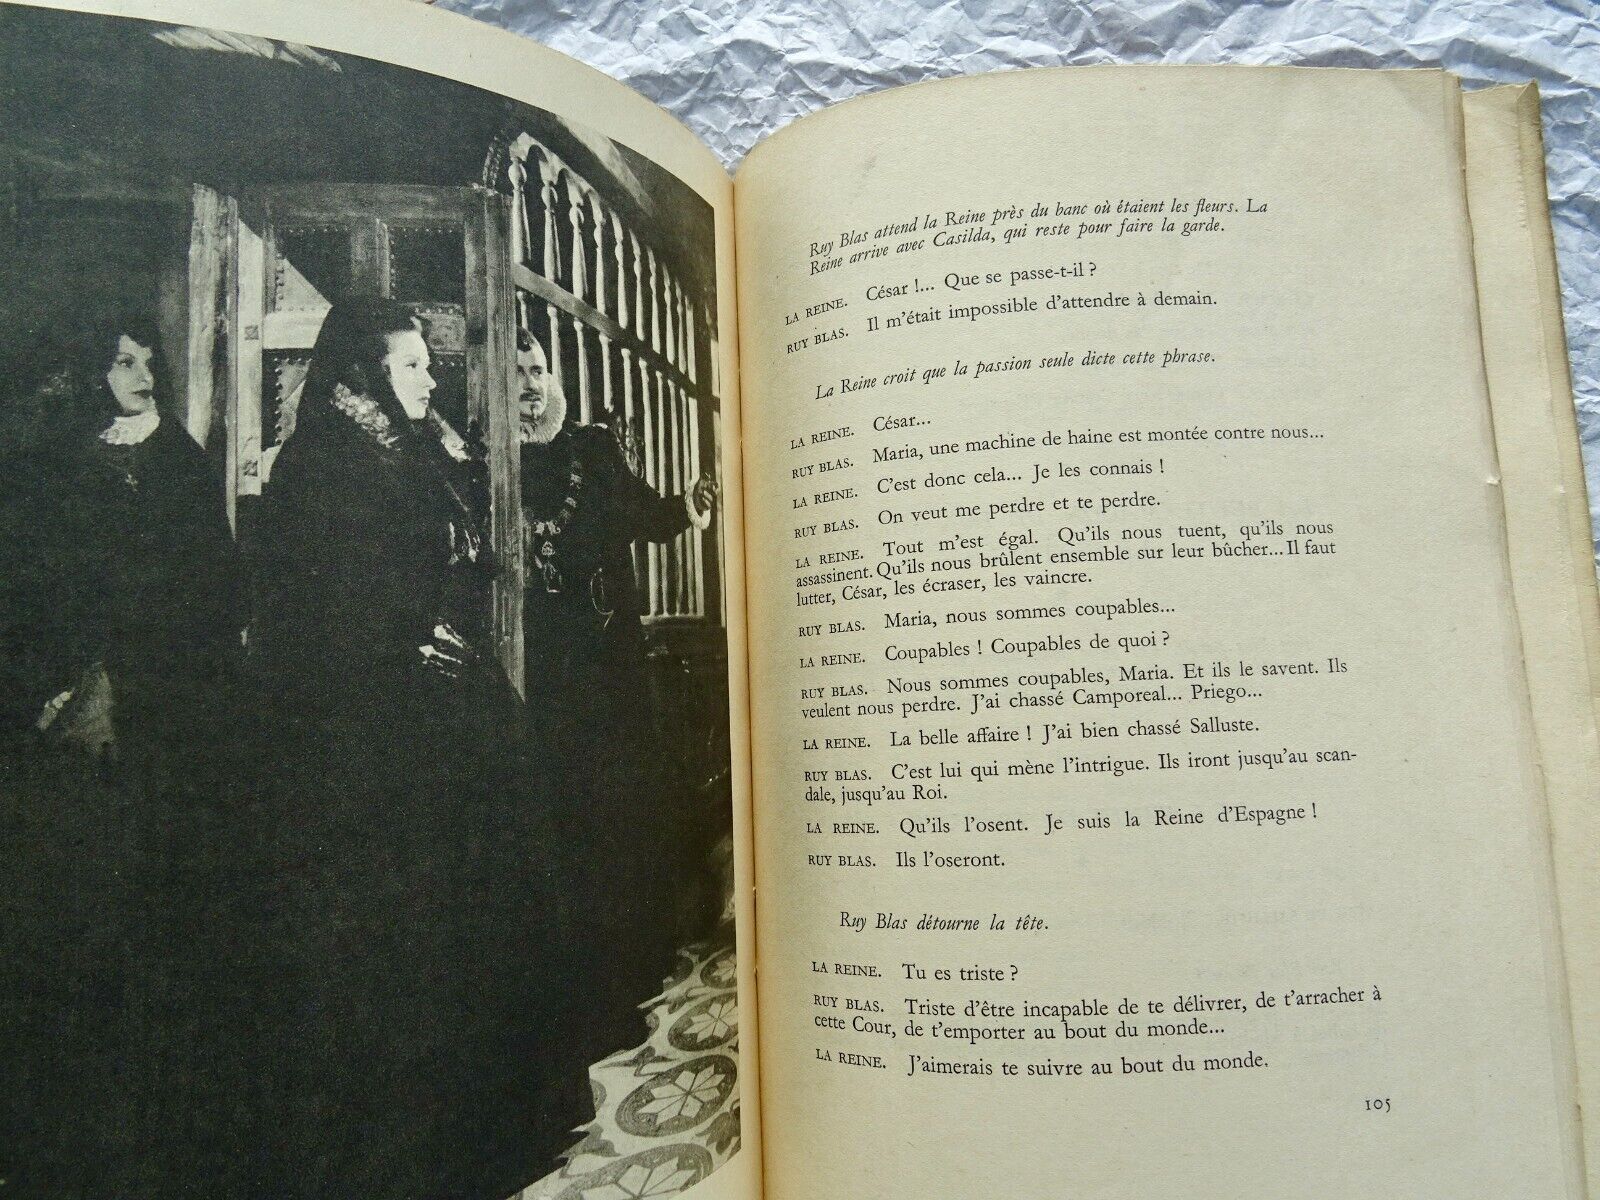 Ruy Blas attend la Reine près du banc où étaient les fleurs. La
Reine arrive avec Casilda, qui reste pour faire la garde.
LA REINE. César !... Que se passe-t-il ?
RUY BLAS. Il m'était impossible d'attendre à demain.
La Reine croit que la passion seule dicte cette phrase.
LA REINE. César...
RUY BLAS. Maria, une machine de haine est montée contre nous...
LA REINE. C'est donc cela... Je les connais !
RUY BLAS. On veut me perdre et te perdre.
LA REINE. Tout m'est égal. Qu'ils nous tuent, qu'ils nous
assassinent. Qu'ils nous brûlent ensemble sur leur bûcher... Il faut
lutter, César, les écraser, les vaincre.
RUY BLAS. Maria, nous sommes coupables...
LA REINE. Coupables ! Coupables de quoi ?
RUY BLAS. Nous sommes coupables, Maria. Et ils le savent. Ils
veulent nous perdre. J'ai chassé Camporeal... Priego...
LA REINE. La belle affaire ! J'ai bien chassé Salluste.
RUY BLAS. C'est lui qui mène l'intrigue. Ils iront jusqu'au scan-
dale, jusqu'au Roi.
LA REINE. Qu'ils l'osent. Je suis la Reine d'Espagne !
RUY BLAS. Ils l'oseront.
Ruy Blas détourne la tête.
LA REINE. Tu es triste ?
RUY BLAS. Triste d'être incapable de te délivrer, de t'arracher à
cette Cour, de t'emporter au bout du monde...
LA REINE. J'aimerais te suivre au bout du monde.
105